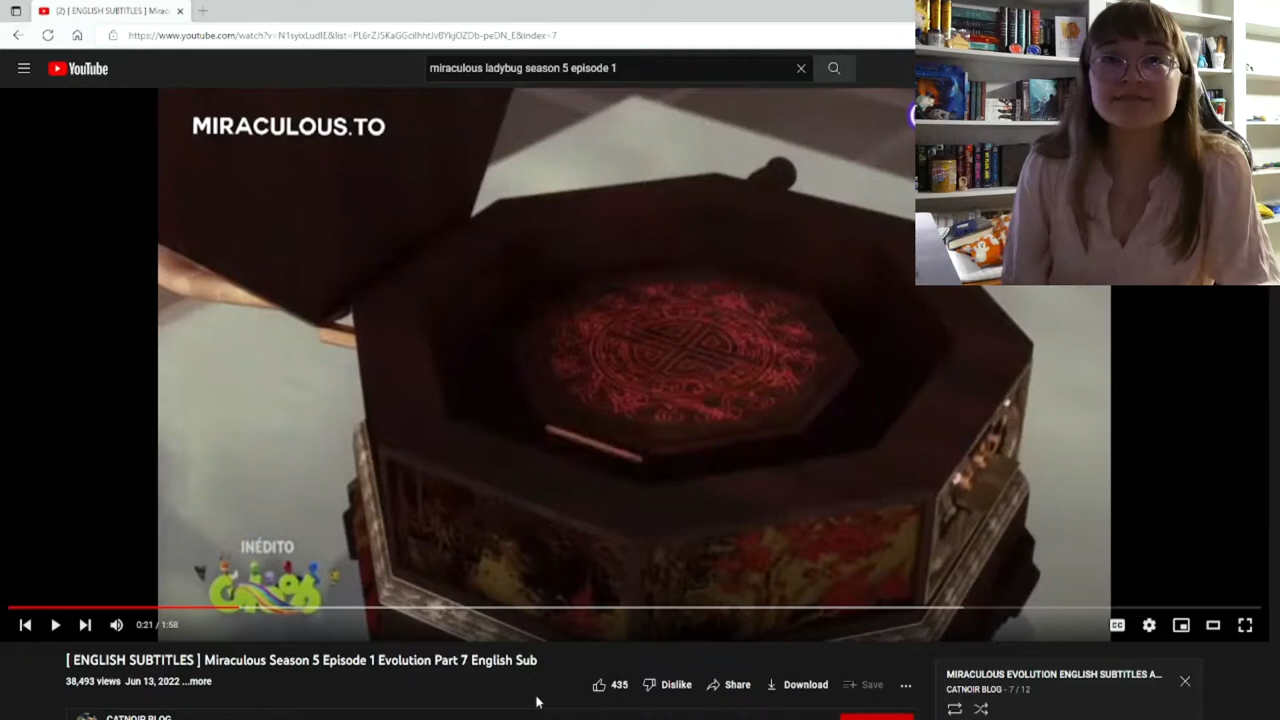 (2) [ ENGLISH SUBTITLES ] Mirac
https://www.youtube.com/watch?v=N1syixLudIE&list=PL6rZJ5KaGGciIhhtJvBYkjOZDb-peDN_E&index=7
YouTube
miraculous ladybug season 5 episode 1
MIRACULOUS.TO
INÉDITO
0:21 / 1:58
CC
[ ENGLISH SUBTITLES ] Miraculous Season 5 Episode 1 Evolution Part 7 English Sub
38,493 views Jun 13, 2022 ...more
435
Dislike
Share
Download
Save
MIRACULOUS EVOLUTION ENGLISH SUBTITLES A...
CATNOIR BLOG - 7 / 12
CATNOIR BLOG